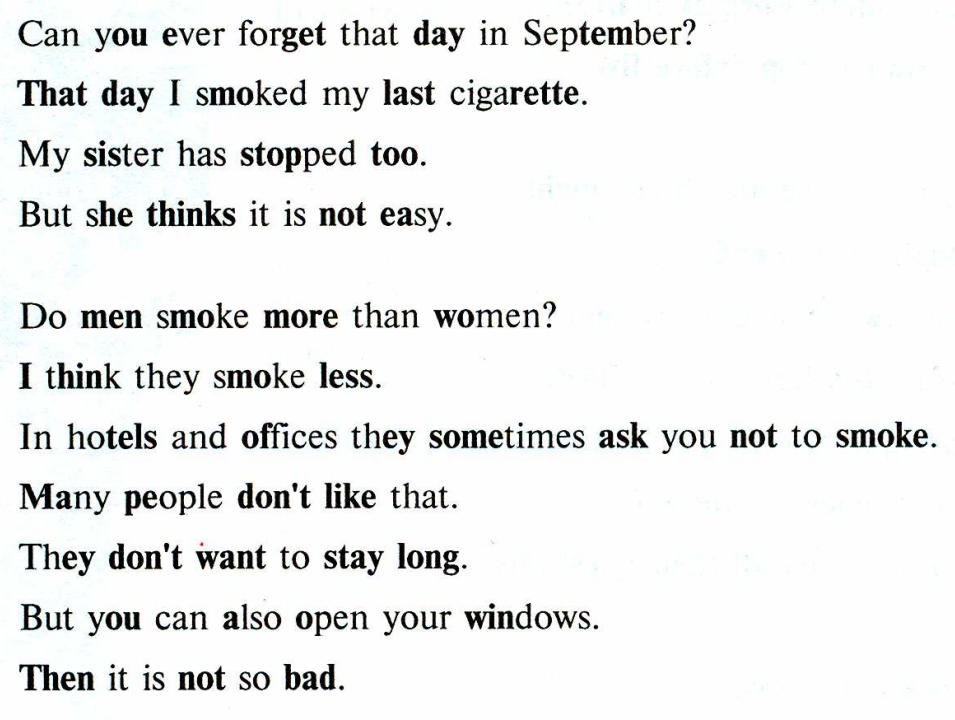 Can you ever forget that day in September?
That day I smoked my last cigarette.
My sister has stopped too.
But she thinks it is not easy.
Do men smoke more than women?
I think they smoke less.
In hotels and offices they sometimes ask you not to smoke.
Many people don't like that.
They don't want to stay long.
But you can also open your windows.
Then it is not so bad.